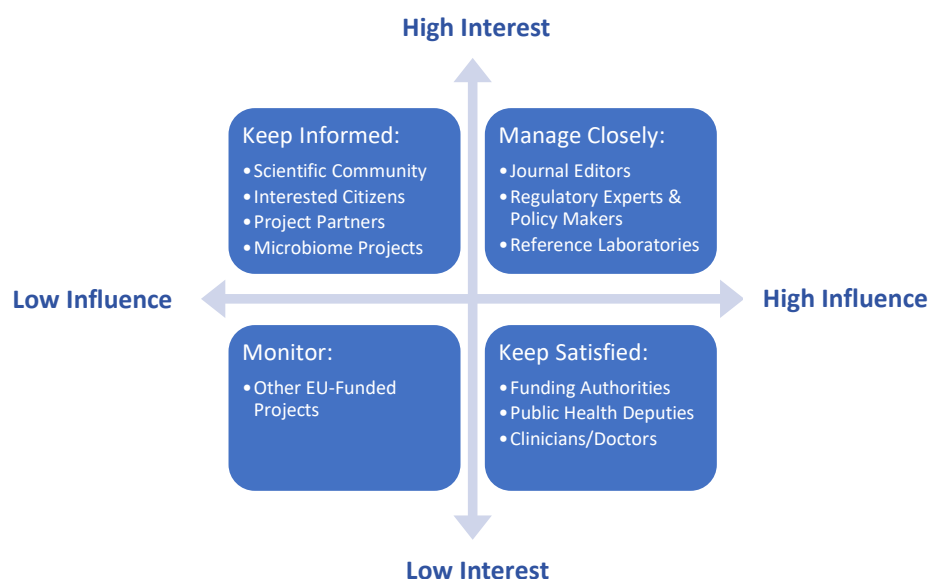 High Interest
Keep Informed:
•Scientific Community
•Interested Citizens
•Project Partners
•Microbiome Projects
Manage Closely:
•Journal Editors
•Regulatory Experts &
Policy Makers
•Reference Laboratories
Low Influence
High Influence
Monitor:
•Other EU-Funded
Projects
Keep Satisfied:
•Funding Authorities
•Public Health Deputies
•Clinicians/Doctors
Low Interest